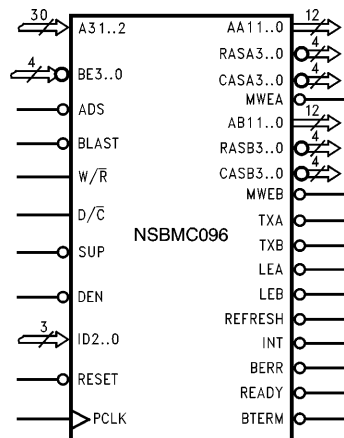 30 A31..2
4 BE3..0
ADS
BLAST
W/R̅
D/C̅
SUP
DEN
3 ID2..0
RESET
PCLK
NSBMC096
AA11..0 12
RASA3..0 4
CASA3..0 4
MWEA
AB11..0 12
RASB3..0 4
CASB3..0 4
MWEB
TXA
TXB
LEA
LEB
REFRESH
INT
BERR
READY
BTERM